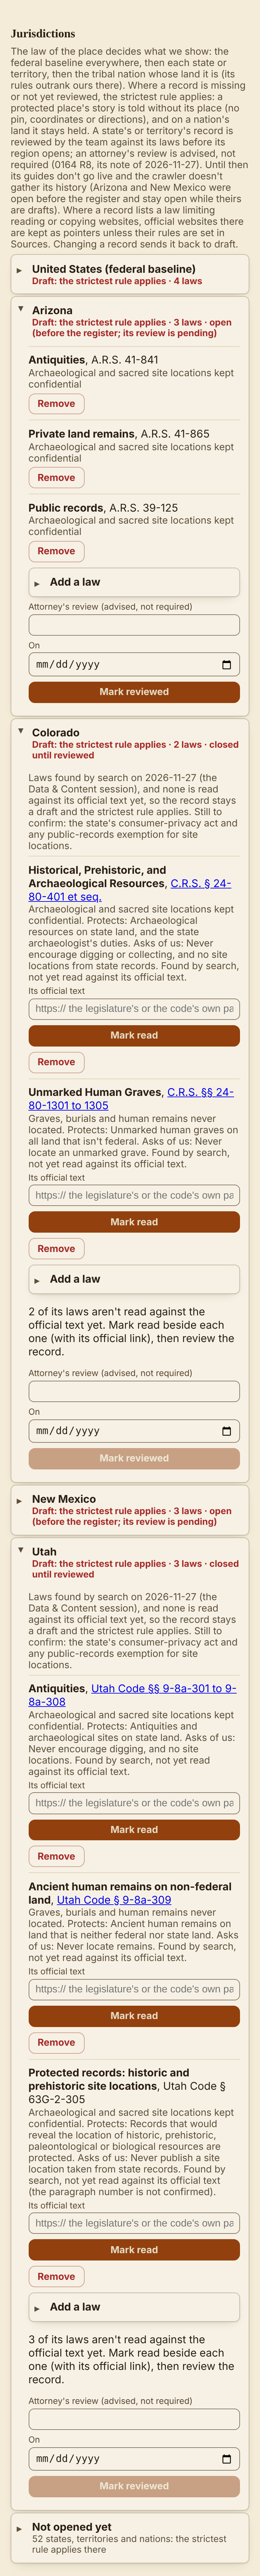 Jurisdictions
The law of the place decides what we show: the
federal baseline everywhere, then each state or
territory, then the tribal nation whose land it is (its
rules outrank ours there). Where a record is missing
or not yet reviewed, the strictest rule applies: a
protected place's story is told without its place (no
pin, coordinates or directions), and on a nation's
land it stays held. A state's or territory's record is
reviewed by the team against its laws before its
region opens; an attorney's review is advised, not
required (0164 R8, its note of 2026-11-27). Until then
its guides don't go live and the crawler doesn't
gather its history (Arizona and New Mexico were
open before the register and stay open while theirs
are drafts). Where a record lists a law limiting
reading or copying websites, official websites there
are kept as pointers unless their rules are set in
Sources. Changing a record sends it back to draft.
▸ United States (federal baseline)
Draft: the strictest rule applies · 4 laws
▾ Arizona
Draft: the strictest rule applies · 3 laws · open
(before the register; its review is pending)
Antiquities, A.R.S. 41-841
Archaeological and sacred site locations kept
confidential
Remove
Private land remains, A.R.S. 41-865
Archaeological and sacred site locations kept
confidential
Remove
Public records, A.R.S. 39-125
Archaeological and sacred site locations kept
confidential
Remove
▸ Add a law
Attorney's review (advised, not required)
On
mm/dd/yyyy
Mark reviewed
▾ Colorado
Draft: the strictest rule applies · 2 laws · closed
until reviewed
Laws found by search on 2026-11-27 (the
Data & Content session), and none is read
against its official text yet, so the record stays
a draft and the strictest rule applies. Still to
confirm: the state's consumer-privacy act and
any public-records exemption for site
locations.
Historical, Prehistoric, and
Archaeological Resources, C.R.S. § 24-
80-401 et seq.
Archaeological and sacred site locations kept
confidential. Protects: Archaeological
resources on state land, and the state
archaeologist's duties. Asks of us: Never
encourage digging or collecting, and no site
locations from state records. Found by search,
not yet read against its official text.
Its official text
https:// the legislature's or the code's own pa
Mark read
Remove
Unmarked Human Graves, C.R.S. §§ 24-
80-1301 to 1305
Graves, burials and human remains never
located. Protects: Unmarked human graves on
all land that isn't federal. Asks of us: Never
locate an unmarked grave. Found by search,
not yet read against its official text.
Its official text
https:// the legislature's or the code's own pa
Mark read
Remove
▸ Add a law
2 of its laws aren't read against the
official text yet. Mark read beside each
one (with its official link), then review the
record.
Attorney's review (advised, not required)
On
mm/dd/yyyy
Mark reviewed
▸ New Mexico
Draft: the strictest rule applies · 3 laws · open
(before the register; its review is pending)
▾ Utah
Draft: the strictest rule applies · 3 laws · closed
until reviewed
Laws found by search on 2026-11-27 (the
Data & Content session), and none is read
against its official text yet, so the record stays
a draft and the strictest rule applies. Still to
confirm: the state's consumer-privacy act and
any public-records exemption for site
locations.
Antiquities, Utah Code §§ 9-8a-301 to 9-
8a-308
Archaeological and sacred site locations kept
confidential. Protects: Antiquities and
archaeological sites on state land. Asks of us:
Never encourage digging, and no site
locations. Found by search, not yet read
against its official text.
Its official text
https:// the legislature's or the code's own pa
Mark read
Remove
Ancient human remains on non-federal
land, Utah Code § 9-8a-309
Graves, burials and human remains never
located. Protects: Ancient human remains on
land that is neither federal nor state land. Asks
of us: Never locate remains. Found by search,
not yet read against its official text.
Its official text
https:// the legislature's or the code's own pa
Mark read
Remove
Protected records: historic and
prehistoric site locations, Utah Code §
63G-2-305
Archaeological and sacred site locations kept
confidential. Protects: Records that would
reveal the location of historic, prehistoric,
paleontological or biological resources are
protected. Asks of us: Never publish a site
location taken from state records. Found by
search, not yet read against its official text
(the paragraph number is not confirmed).
Its official text
https:// the legislature's or the code's own pa
Mark read
Remove
▸ Add a law
3 of its laws aren't read against the
official text yet. Mark read beside each
one (with its official link), then review the
record.
Attorney's review (advised, not required)
On
mm/dd/yyyy
Mark reviewed
▸ Not opened yet
52 states, territories and nations: the strictest
rule applies there